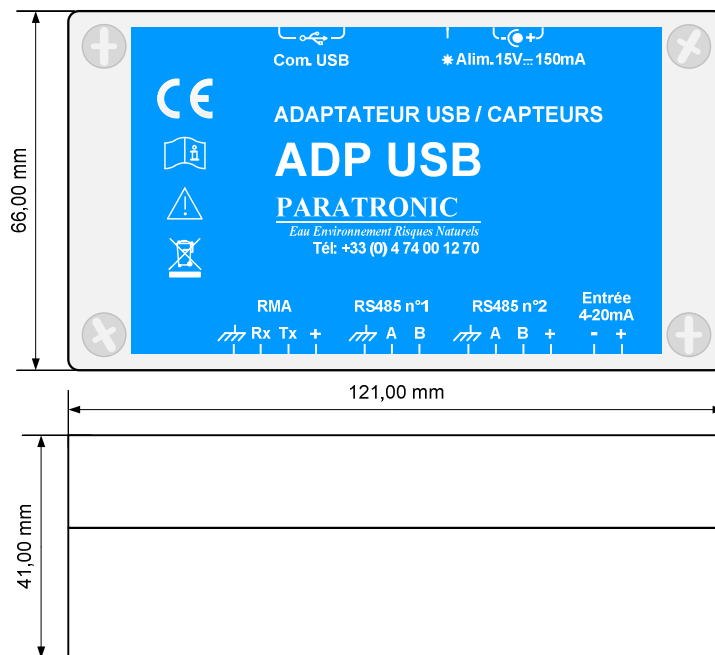 Com. USB
✷ Alim. 15V⎓150mA
CE
ADAPTATEUR USB / CAPTEURS
ADP USB
PARATRONIC
Eau Environnement Risques Naturels
Tél: +33 (0) 4 74 00 12 70
RMA
RS485 n°1
RS485 n°2
Entrée
4-20mA
Rx Tx +
A B
A B +
- +
66,00 mm
121,00 mm
41,00 mm